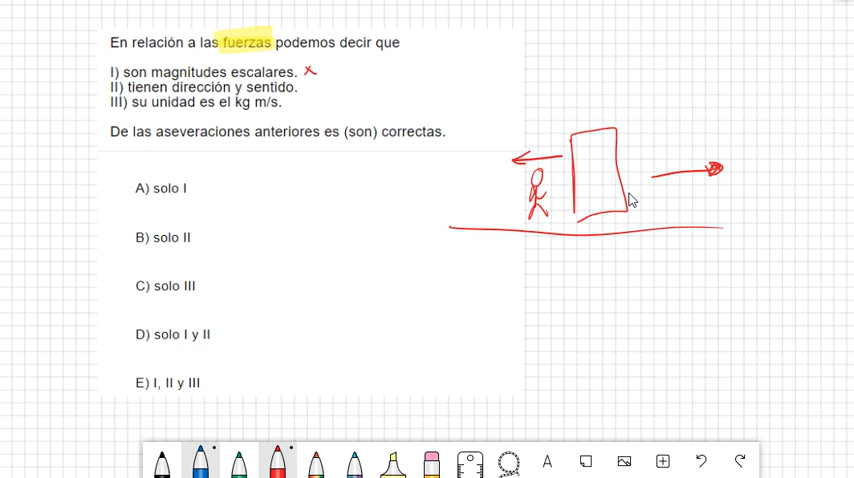 En relación a las fuerzas podemos decir que
I) son magnitudes escalares. x
II) tienen dirección y sentido.
III) su unidad es el kg m/s.
De las aseveraciones anteriores es (son) correctas.
A) solo I
B) solo II
C) solo III
D) solo I y II
E) I, II y III
A